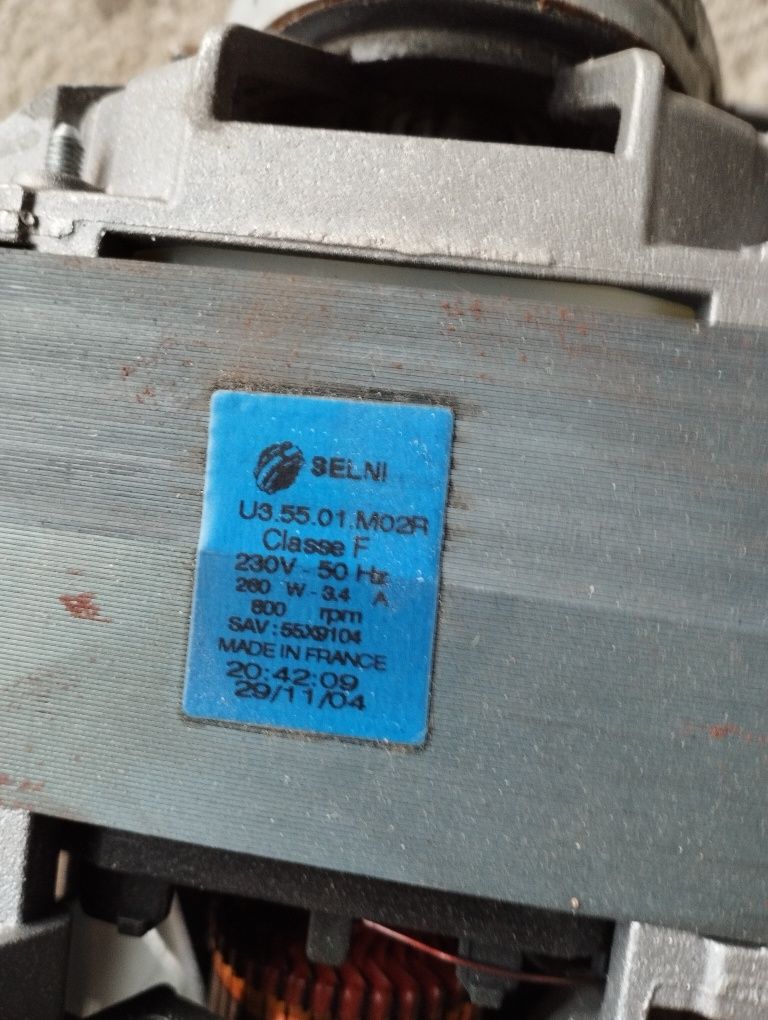 SELNI
U3.55.01.M02R
Classe F
230V - 50 Hz
260 W - 3.4 A
800 rpm
SAV : 55X9104
MADE IN FRANCE
20:42:09
29/11/04